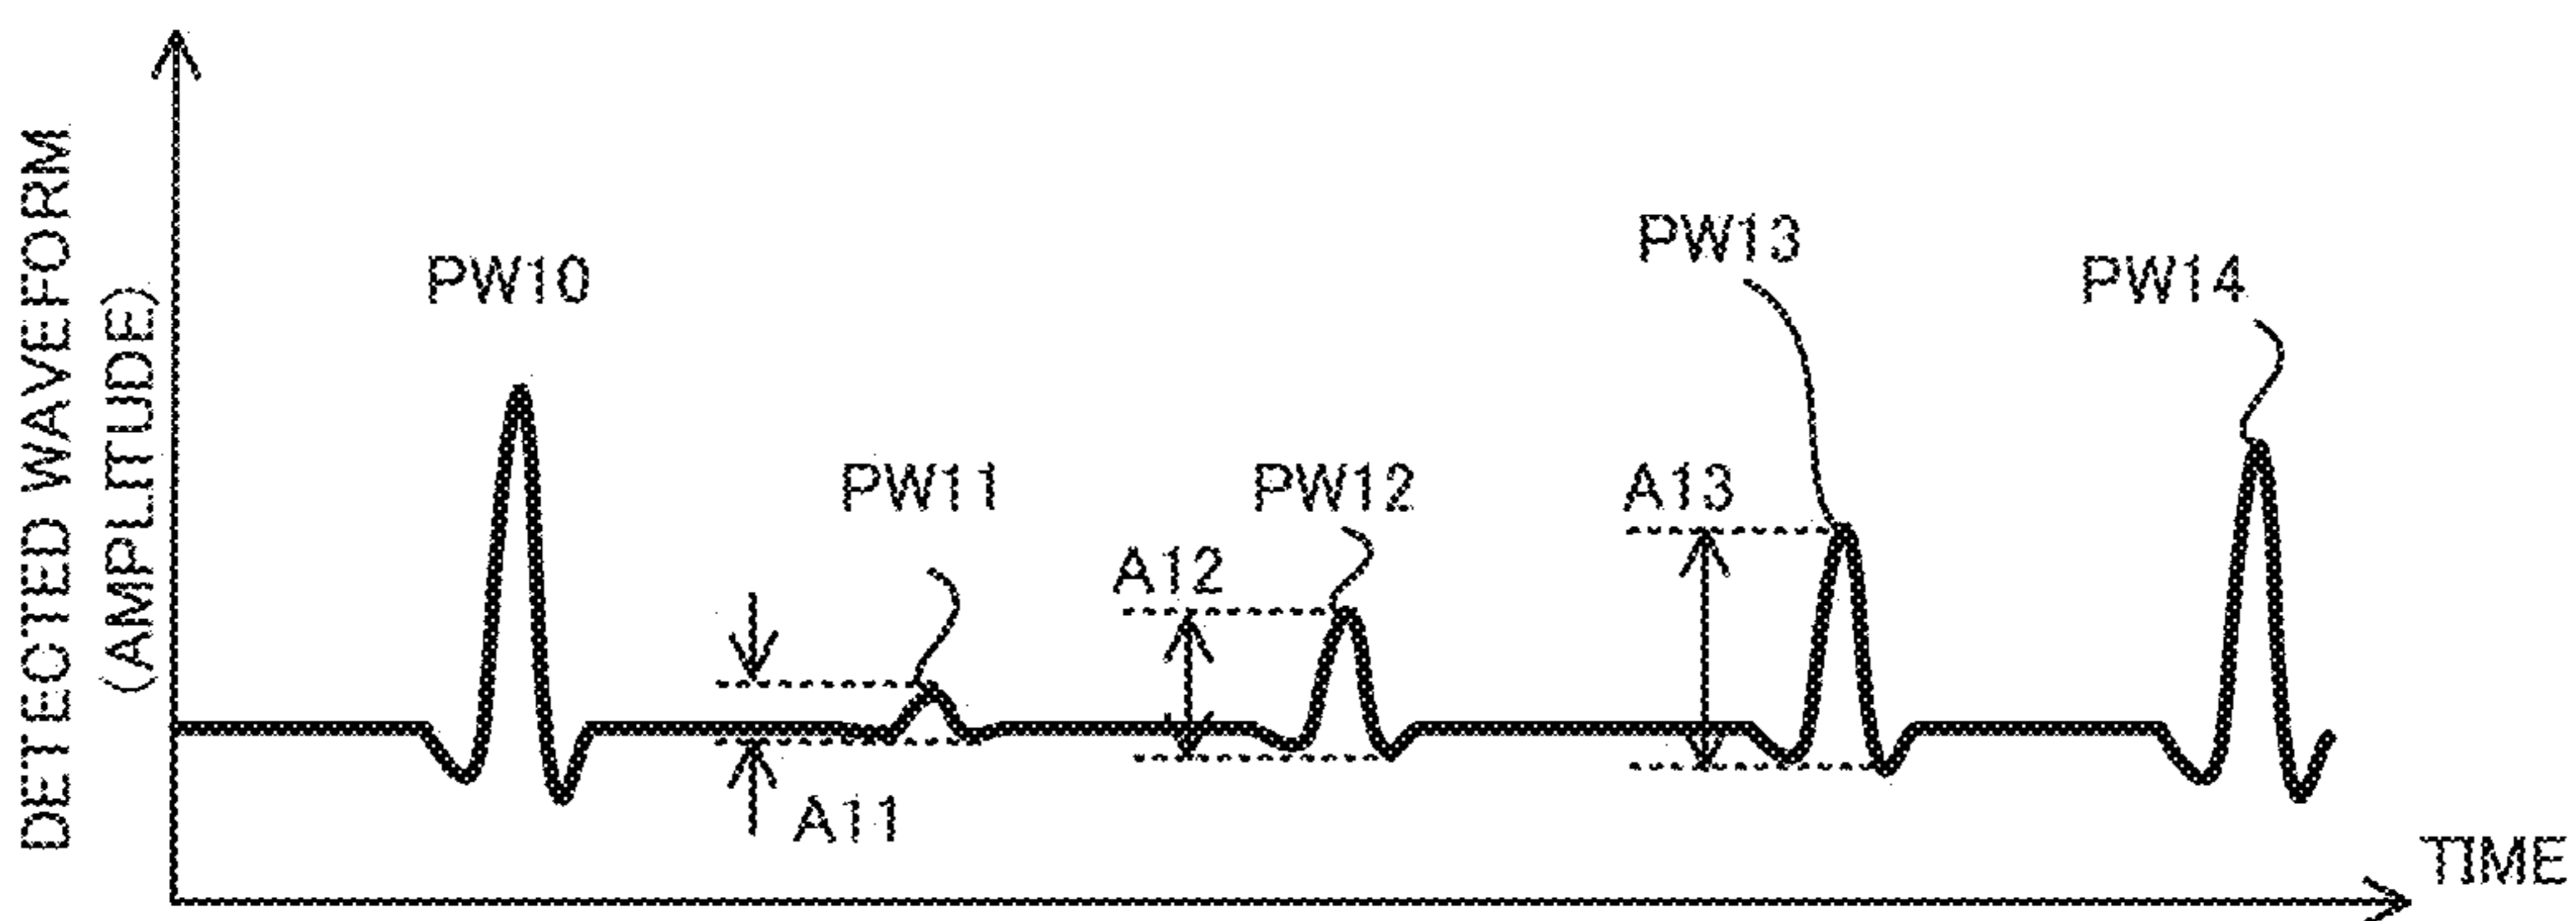 DETECTED WAVEFORM
(AMPLITUDE)
PW10
PW11
PW12
PW13
PW14
A11
A12
A13
TIME